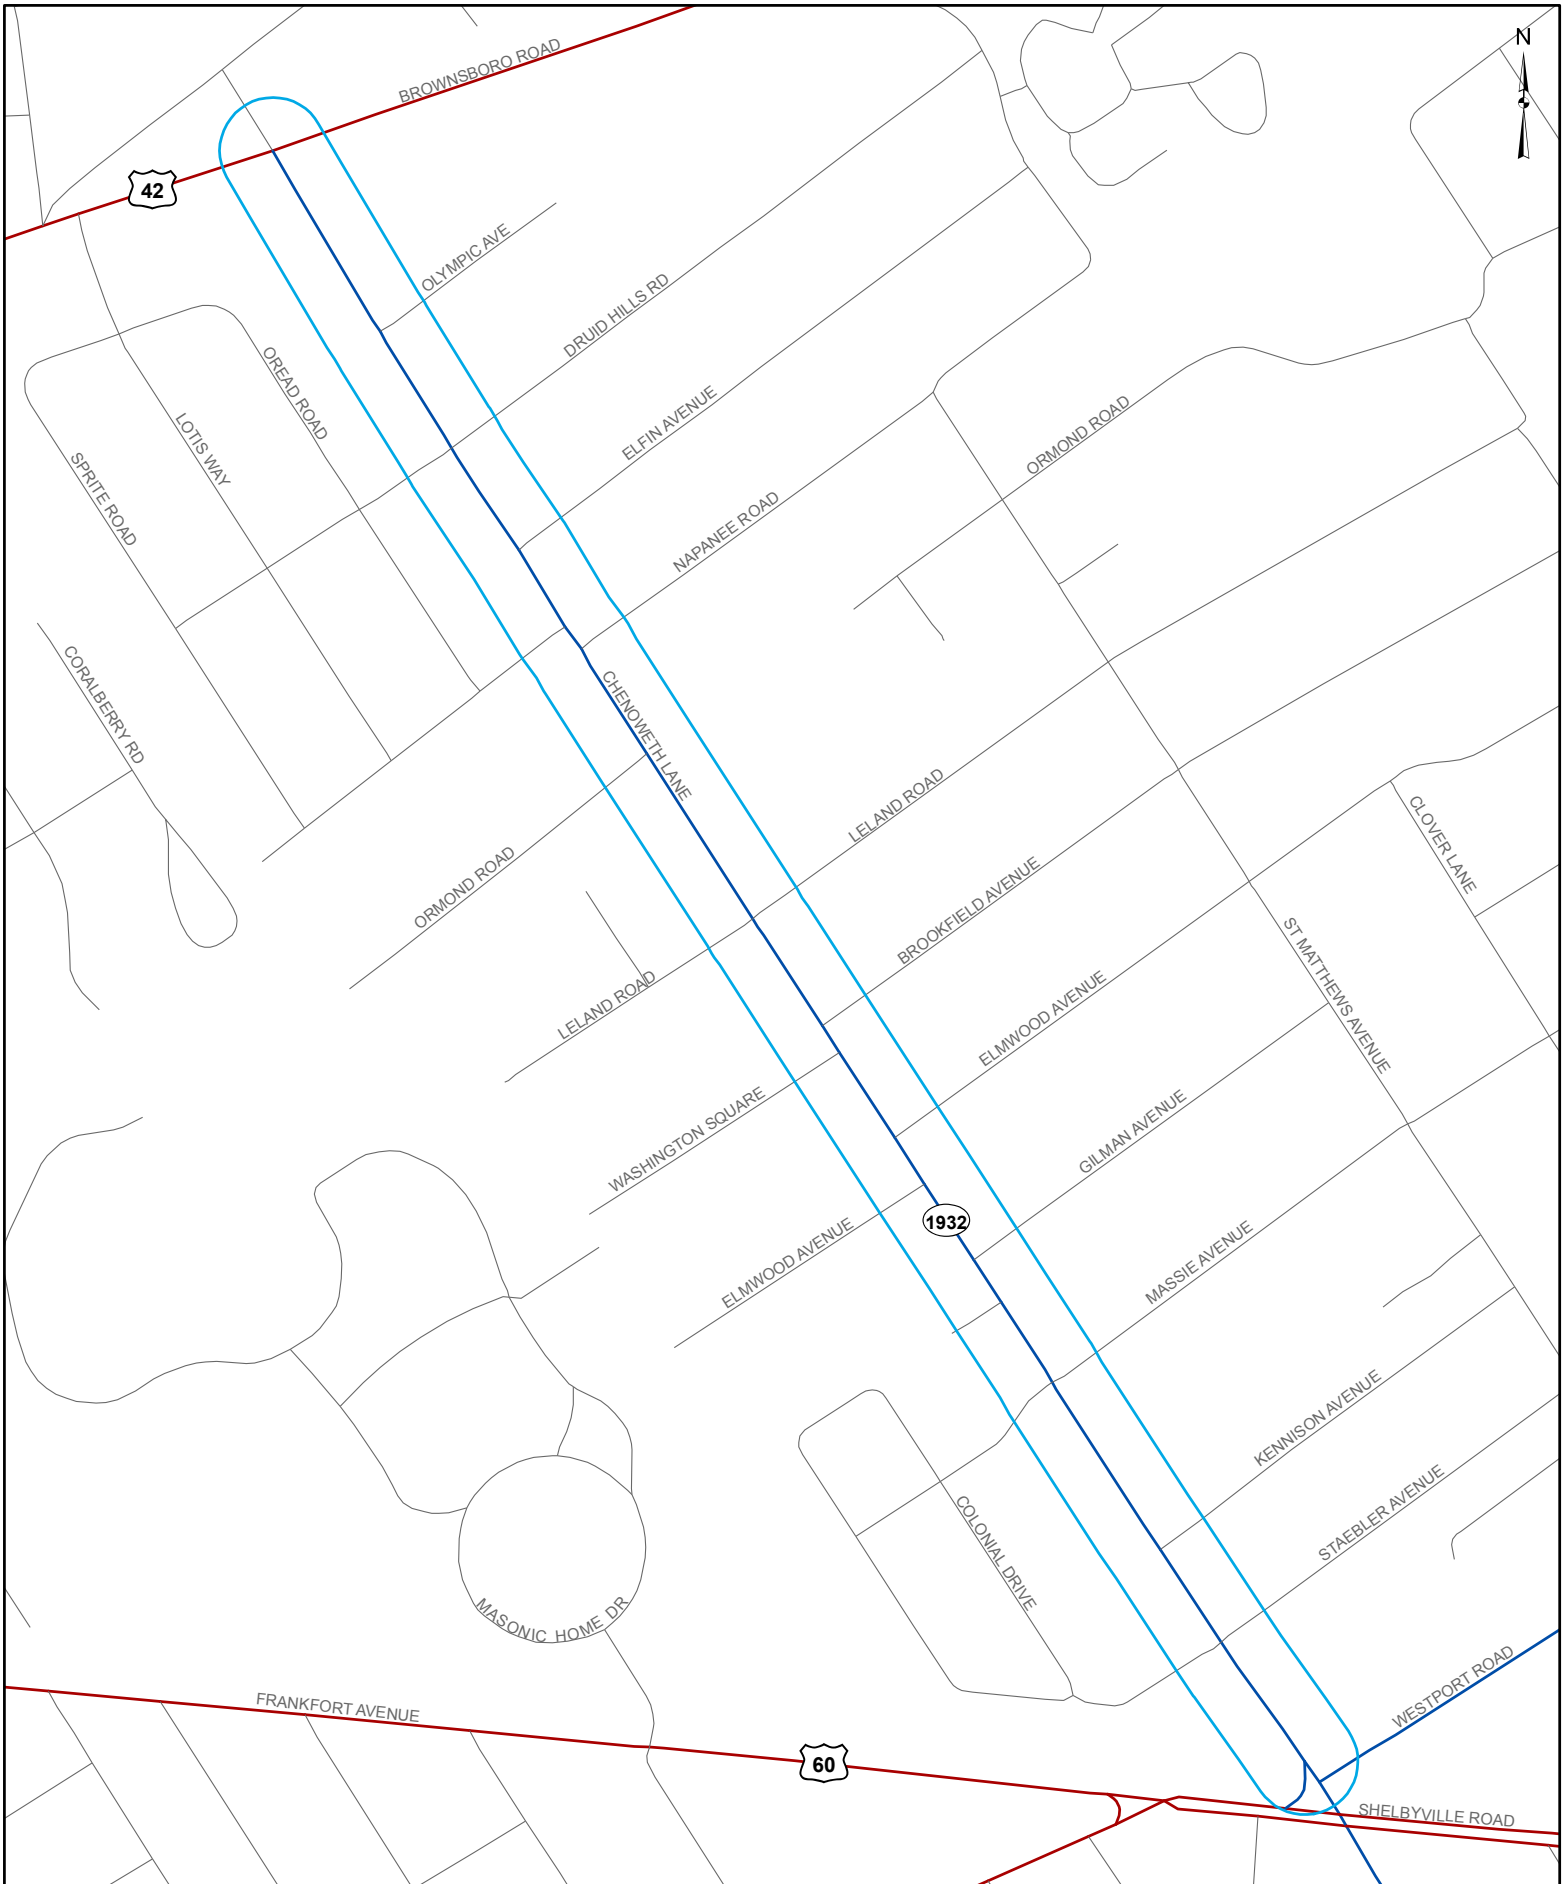 N
BROWNSBORO ROAD
42
OLYMPIC AVE
DRUID HILLS RD
OREAD ROAD
ELFIN AVENUE
LOTIS WAY
ORMOND ROAD
SPRITE ROAD
NAPANEE ROAD
CORALBERRY RD
CHENOWETH LANE
LELAND ROAD
CLOVER LANE
ORMOND ROAD
BROOKFIELD AVENUE
ST MATTHEWS AVENUE
LELAND ROAD
ELMWOOD AVENUE
WASHINGTON SQUARE
GILMAN AVENUE
1932
ELMWOOD AVENUE
MASSIE AVENUE
KENNISON AVENUE
STAEBLER AVENUE
COLONIAL DRIVE
MASONIC HOME DR
WESTPORT ROAD
FRANKFORT AVENUE
60
SHELBYVILLE ROAD